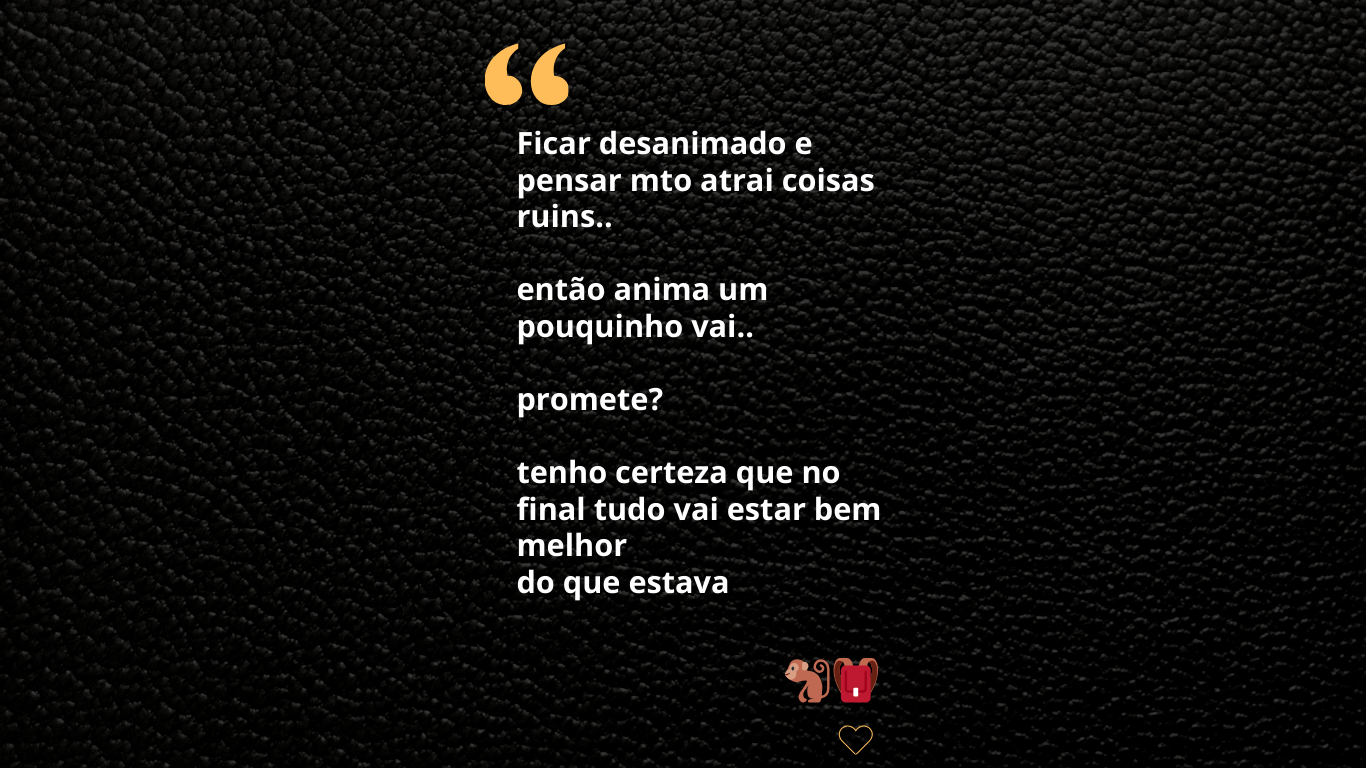 “
Ficar desanimado e
pensar mto atrai coisas
ruins..
então anima um
pouquinho vai..
promete?
tenho certeza que no
final tudo vai estar bem
melhor
do que estava